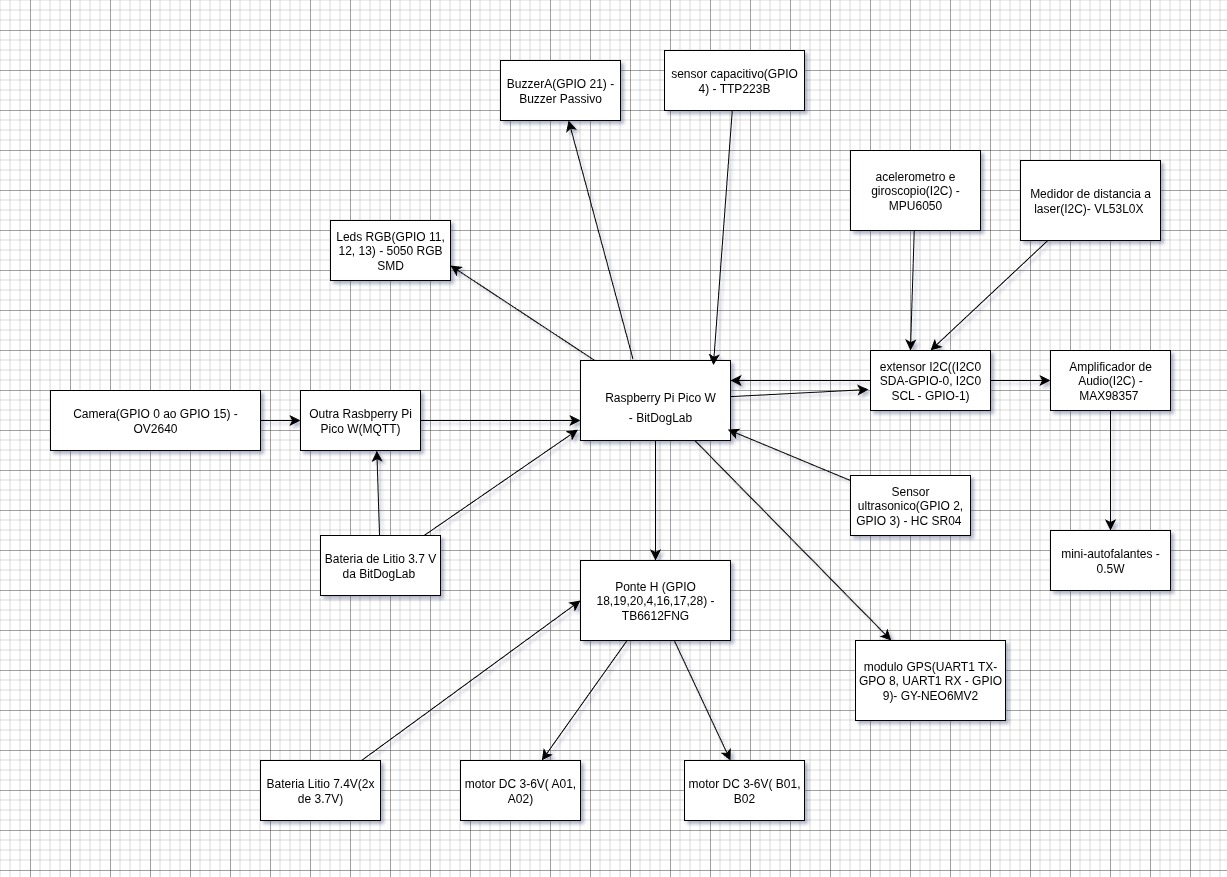 BuzzerA(GPIO 21) -
Buzzer Passivo
sensor capacitivo(GPIO
4) - TTP223B
acelerometro e
giroscopio(I2C) -
MPU6050
Medidor de distancia a
laser(I2C)- VL53L0X
Leds RGB(GPIO 11,
12, 13) - 5050 RGB
SMD
Camera(GPIO 0 ao GPIO 15) -
OV2640
Outra Rasbperry Pi
Pico W(MQTT)
Raspberry Pi Pico W
- BitDogLab
extensor I2C((I2C0
SDA-GPIO-0, I2C0
SCL - GPIO-1)
Amplificador de
Audio(I2C) -
MAX98357
Sensor
ultrasonico(GPIO 2,
GPIO 3) - HC SR04
mini-autofalantes -
0.5W
Bateria de Litio 3.7 V
da BitDogLab
Ponte H (GPIO
18,19,20,4,16,17,28) -
TB6612FNG
modulo GPS(UART1 TX-
GPO 8, UART1 RX - GPIO
9)- GY-NEO6MV2
Bateria Litio 7.4V(2x
de 3.7V)
motor DC 3-6V( A01,
A02)
motor DC 3-6V( B01,
B02